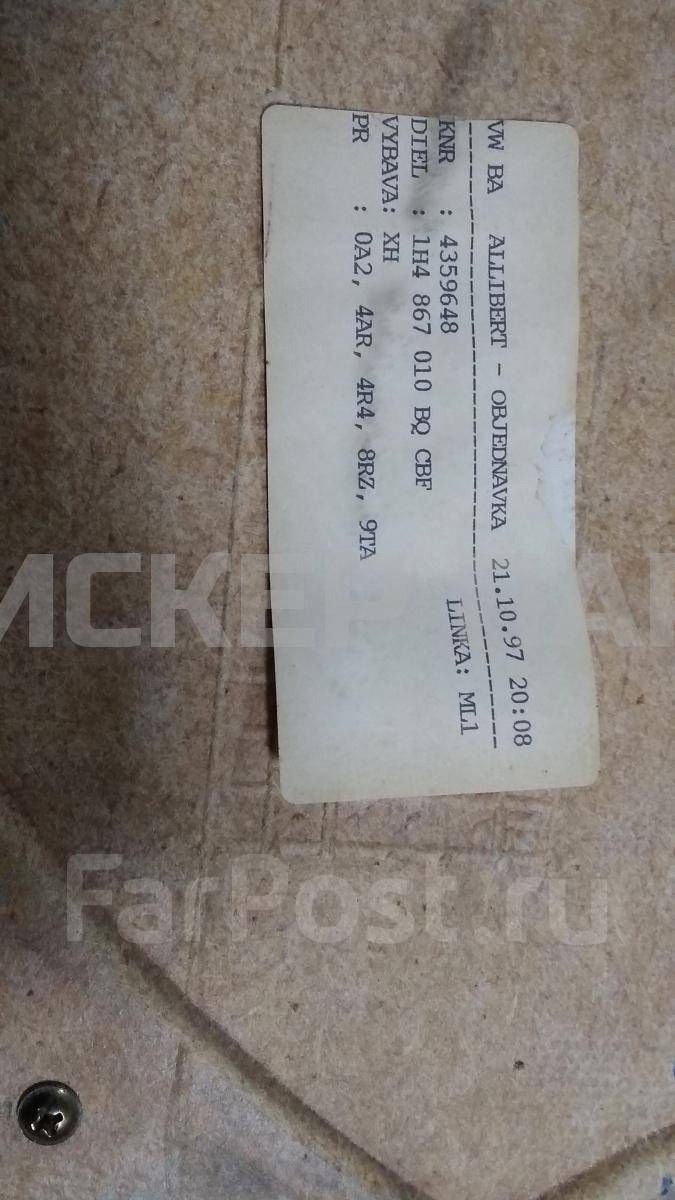 VW BA ALLIBERT - OBJEDNAVKA 21.10.97 20:08
------------------------------------------------
KNR : 4359648 LINKA: ML1
DIEL : 1H4 867 010 BQ CBF
VYBAVA: XH
PR : 0A2, 4AR, 4R4, 8RZ, 9TA
FarPost.ru